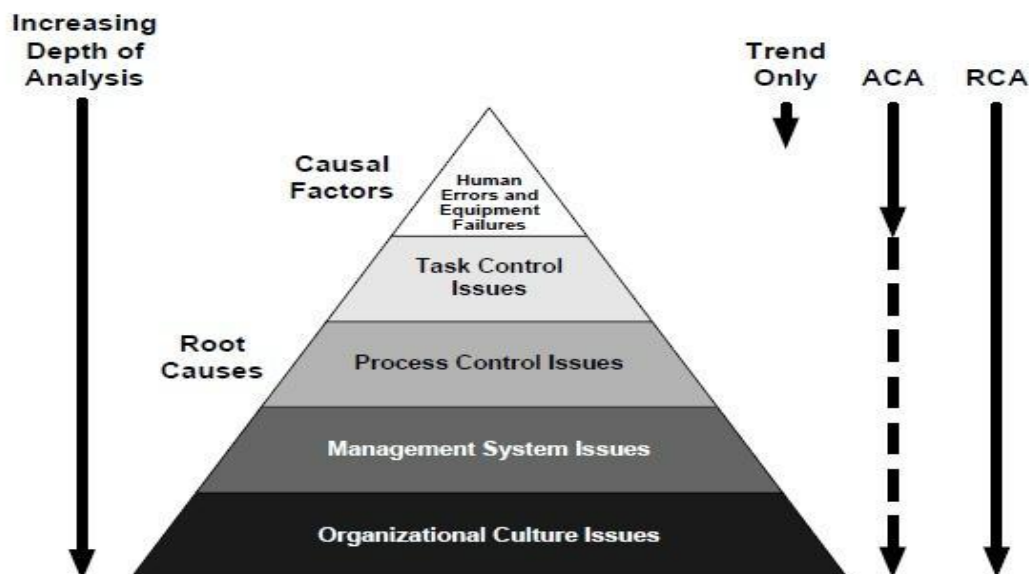 Increasing
Depth of
Analysis
Trend
Only
ACA
RCA
Causal
Factors
Human
Errors and
Equipment
Failures
Task Control
Issues
Root
Causes
Process Control Issues
Management System Issues
Organizational Culture Issues